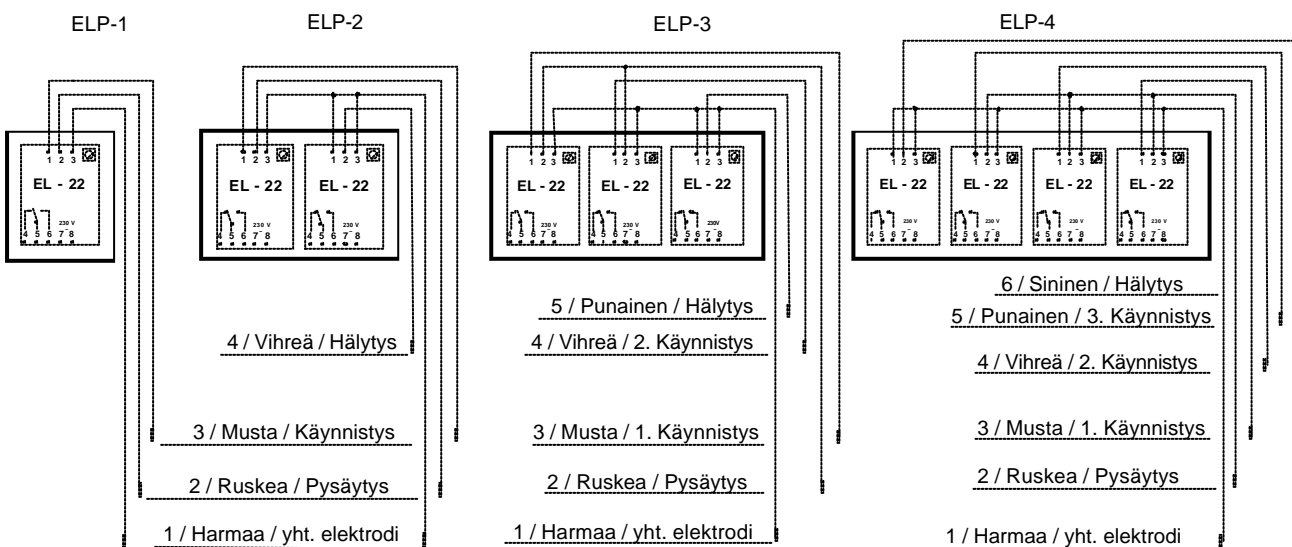 ELP-1 ELP-2 ELP-3 ELP-4
1 2 3 1 2 3 1 2 3 1 2 3 1 2 3 1 2 3 1 2 3 1 2 3 1 2 3 1 2 3
EL - 22 EL - 22 EL - 22 EL - 22 EL - 22 EL - 22 EL - 22 EL - 22 EL - 22 EL - 22
230 V 230 V 230 V 230 V 230 V 230V 230 V 230 V 230 V 230 V
4 5 6 7~8 4 5 6 7~8 4 5 6 7~8 4 5 6 7~8 4 5 6 7~8 4 5 6 7~8 4 5 6 7~8 4 5 6 7~8 4 5 6 7~8 4 5 6 7~8
4 / Vihreä / Hälytys
3 / Musta / Käynnistys
2 / Ruskea / Pysäytys
1 / Harmaa / yht. elektrodi
5 / Punainen / Hälytys
4 / Vihreä / 2. Käynnistys
3 / Musta / 1. Käynnistys
2 / Ruskea / Pysäytys
1 / Harmaa / yht. elektrodi
6 / Sininen / Hälytys
5 / Punainen / 3. Käynnistys
4 / Vihreä / 2. Käynnistys
3 / Musta / 1. Käynnistys
2 / Ruskea / Pysäytys
1 / Harmaa / yht. elektrodi